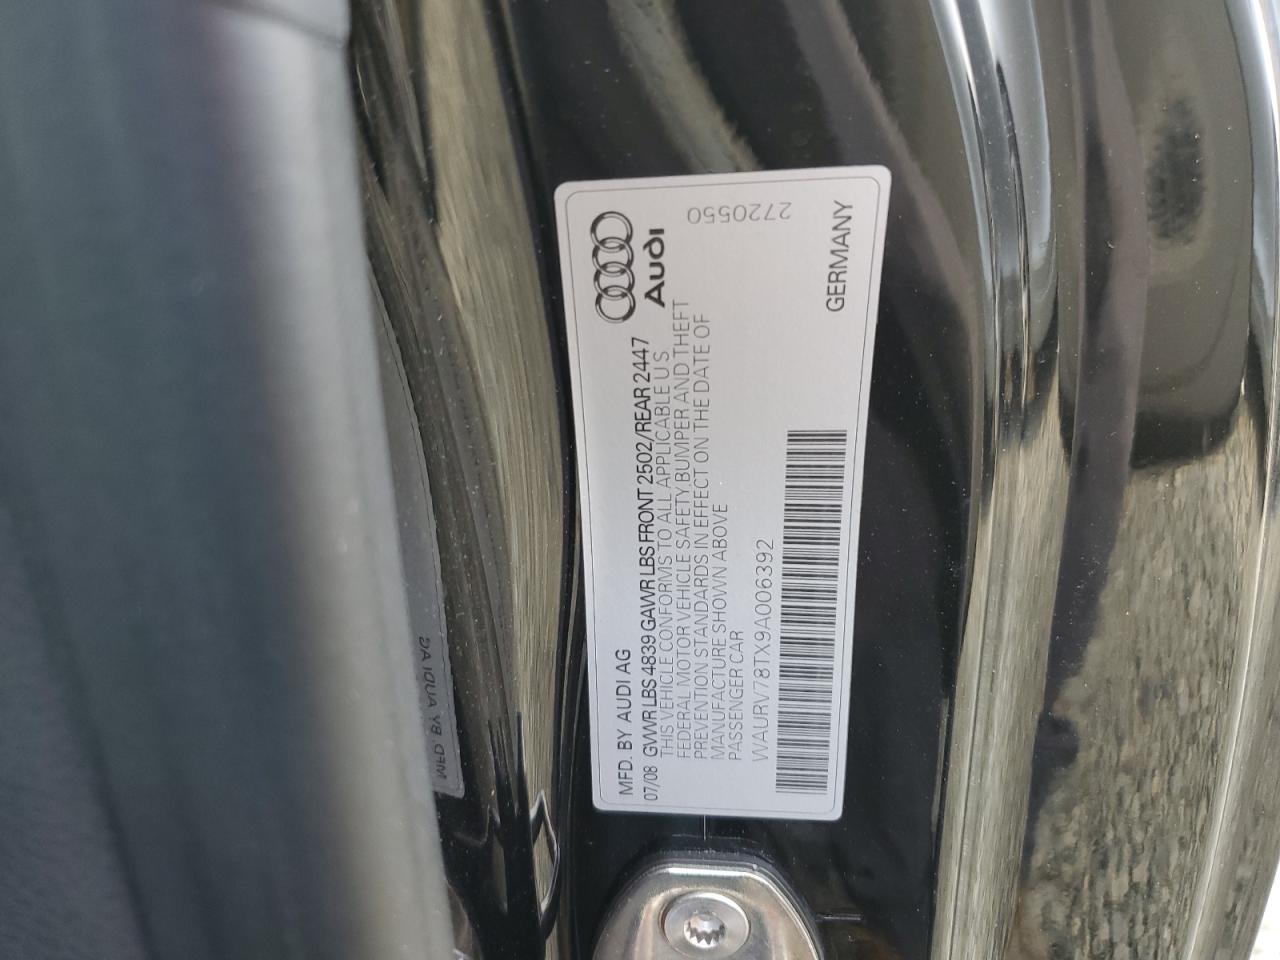 MFD. BY AUDI AG
07/08 GVWR LBS 4839 GAWR LBS FRONT 2502/REAR 2447
THIS VEHICLE CONFORMS TO ALL APPLICABLE U S
FEDERAL MOTOR VEHICLE SAFETY,BUMPER AND THEFT
PREVENTION STANDARDS IN EFFECT ON THE DATE OF
MANUFACTURE SHOWN ABOVE
PASSENGER CAR
WAURV78TX9A006392
Audi
2720550
GERMANY
MFD. BY AUDI AG